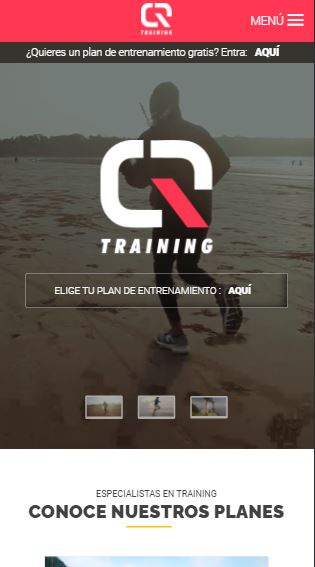 TRAINING
MENÚ
¿Quieres un plan de entrenamiento gratis? Entra: AQUÍ
TRAINING
ELIGE TU PLAN DE ENTRENAMIENTO : AQUÍ
ESPECIALISTAS EN TRAINING
CONOCE NUESTROS PLANES